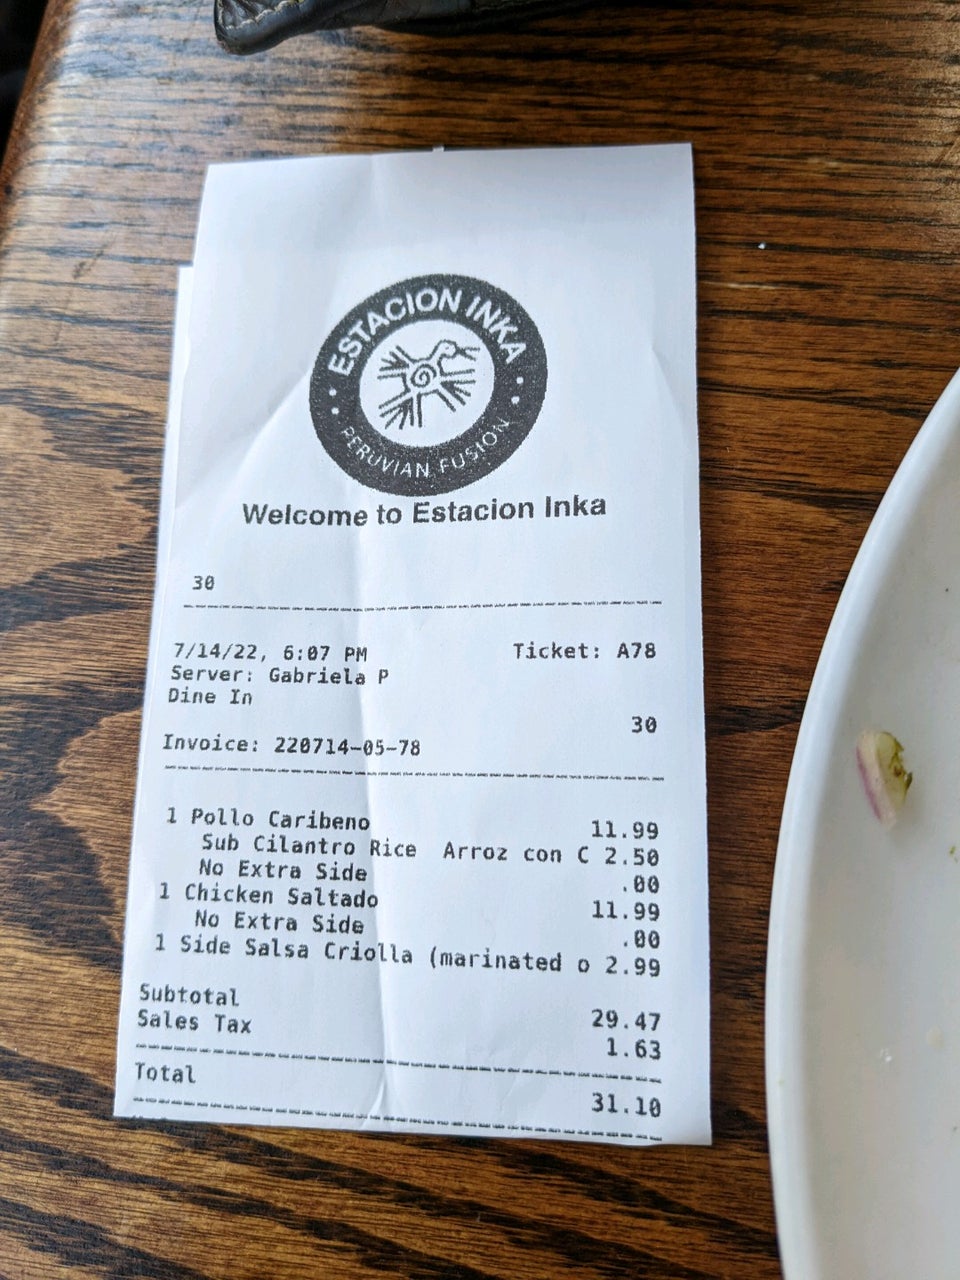 ESTACION INKA
PERUVIAN FUSION
Welcome to Estacion Inka
30
7/14/22, 6:07 PM Ticket: A78
Server: Gabriela P
Dine In
30
Invoice: 220714-05-78
1 Pollo Caribeno 11.99
Sub Cilantro Rice Arroz con C 2.50
No Extra Side .00
1 Chicken Saltado 11.99
No Extra Side .00
1 Side Salsa Criolla (marinated o 2.99
Subtotal 29.47
Sales Tax 1.63
Total 31.10